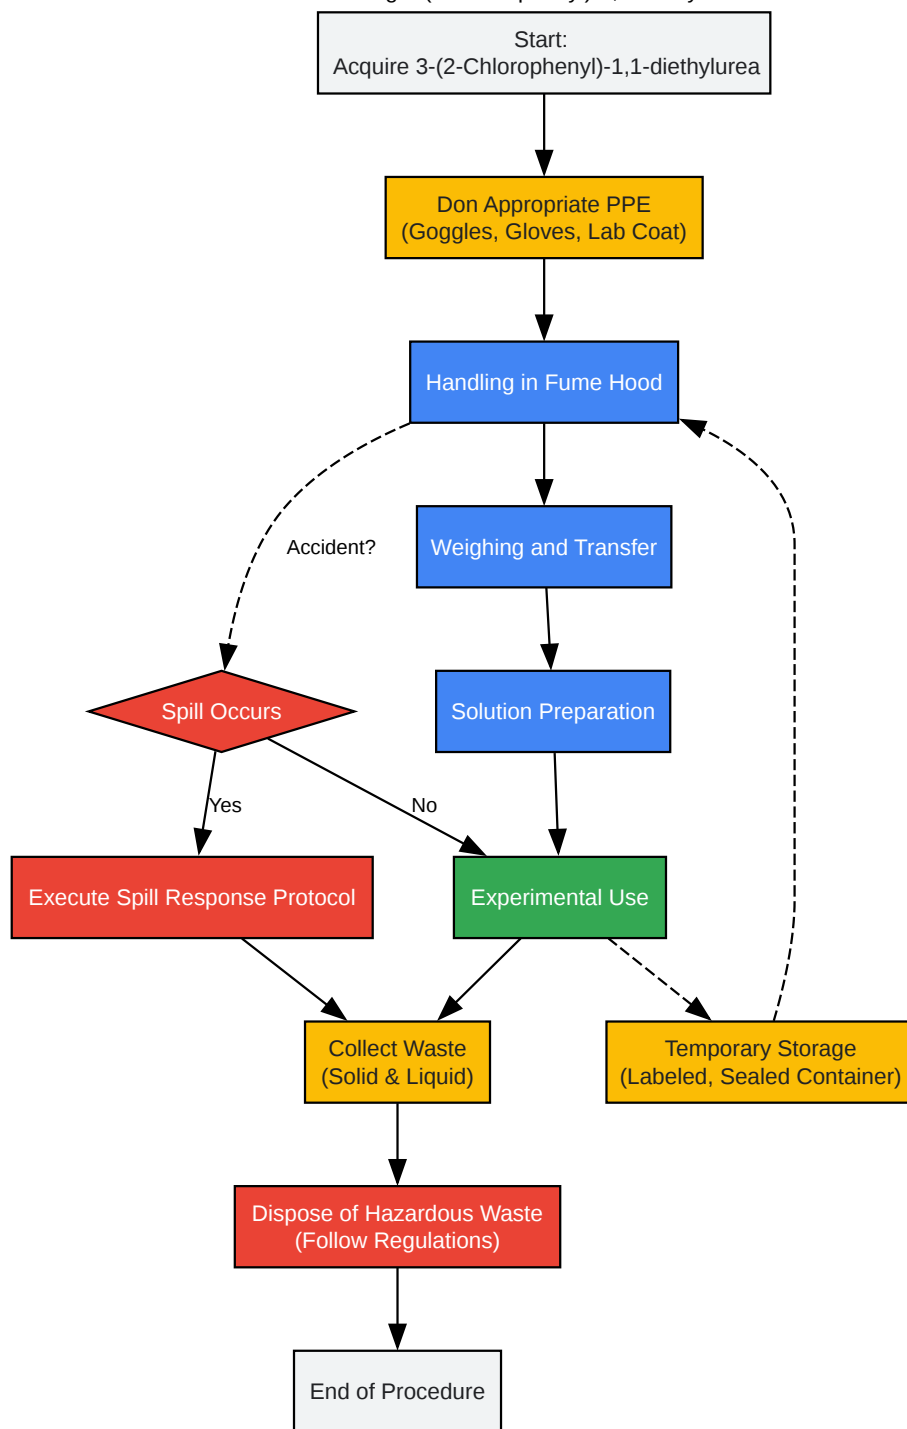 Start:
Acquire 3-(2-Chlorophenyl)-1,1-diethylurea
Don Appropriate PPE
(Goggles, Gloves, Lab Coat)
Handling in Fume Hood
Weighing and Transfer
Accident?
Spill Occurs
Solution Preparation
Yes
No
Execute Spill Response Protocol
Experimental Use
Collect Waste
(Solid & Liquid)
Temporary Storage
(Labeled, Sealed Container)
Dispose of Hazardous Waste
(Follow Regulations)
End of Procedure